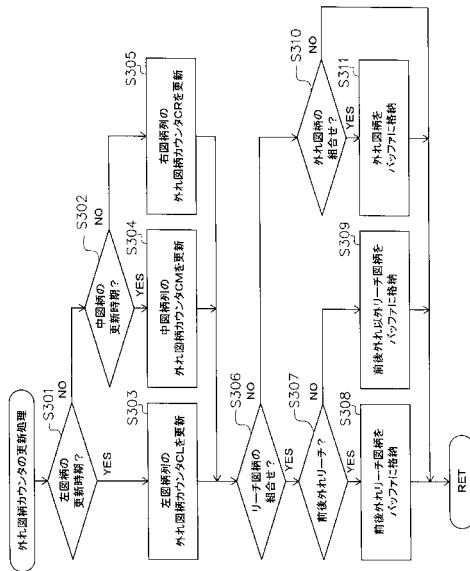 外れ図柄カウンタの更新処理
S301
左図柄の
更新時期?
NO
YES
S302
中図柄の
更新時期?
NO
YES
S303
左図柄列の
外れ図柄カウンタCLを更新
S304
中図柄列の
外れ図柄カウンタCMを更新
S305
右図柄列の
外れ図柄カウンタCRを更新
S306
リーチ図柄の
組合せ?
NO
YES
S307
前後外れリーチ?
NO
YES
S308
前後外れリーチ図柄を
バッファに格納
S309
前後外れ以外リーチ図柄を
バッファに格納
S310
外れ図柄の
組合せ?
NO
YES
S311
外れ図柄を
バッファに格納
RET